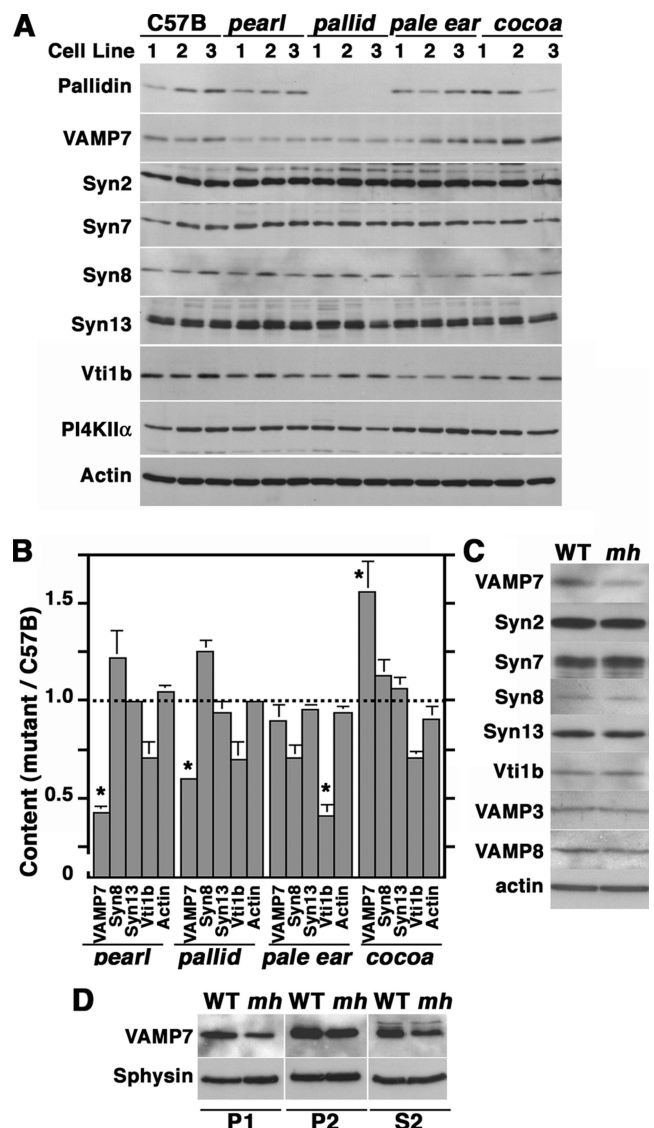 A
C57B pearl pallid pale ear cocoa
Cell Line 1 2 3 1 2 3 1 2 3 1 2 3 1 2 3
Pallidin
VAMP7
Syn2
Syn7
Syn8
Syn13
Vti1b
PI4KIIα
Actin
B
Content (mutant / C57B)
1.5
1.0
0.5
0
* * * *
VAMP7 Syn8 Syn13 Vti1b Actin VAMP7 Syn8 Syn13 Vti1b Actin VAMP7 Syn8 Syn13 Vti1b Actin VAMP7 Syn8 Syn13 Vti1b Actin
pearl pallid pale ear cocoa
C
WT mh
VAMP7
Syn2
Syn7
Syn8
Syn13
Vti1b
VAMP3
VAMP8
actin
D
WT mh WT mh WT mh
VAMP7
Sphysin
P1 P2 S2